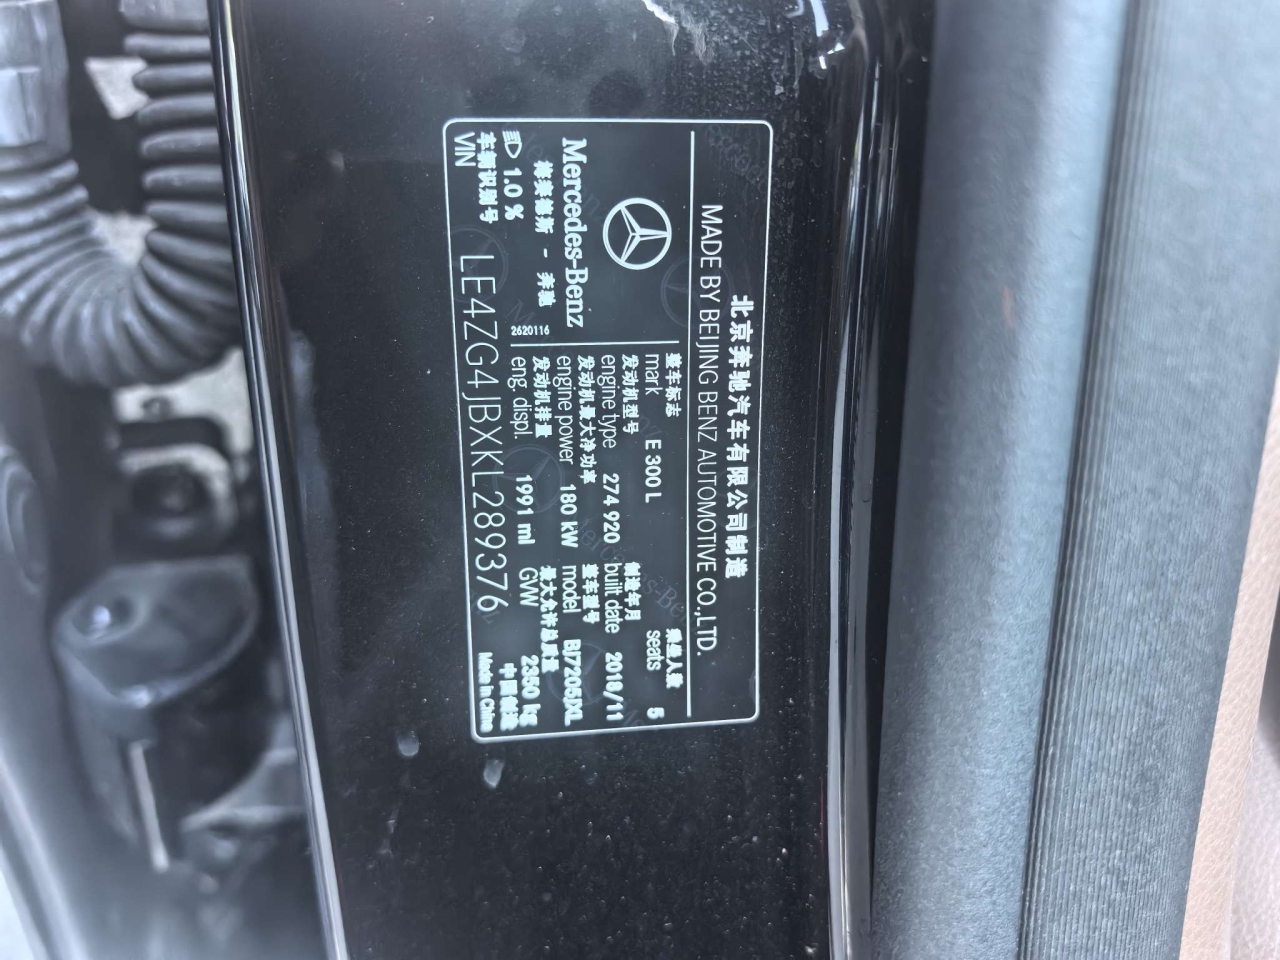 北京奔驰汽车有限公司制造
MADE BY BEIJING BENZ AUTOMOTIVE CO.,LTD.
Mercedes-Benz
梅赛德斯 - 奔驰
1.0 %
2620116
整车标志 乘坐人数
mark E 300 L seats 5
发动机型号 制造年月
engine type 274 920 built date 2018/11
发动机最大净功率 整车型号
engine power 180 kW model BJ7205JXL
发动机排量 最大允许总质量
eng. displ. 1991 ml GVW 2350 kg
车辆识别号 中国制造
VIN LE4ZG4JBXKL289376 Made In China